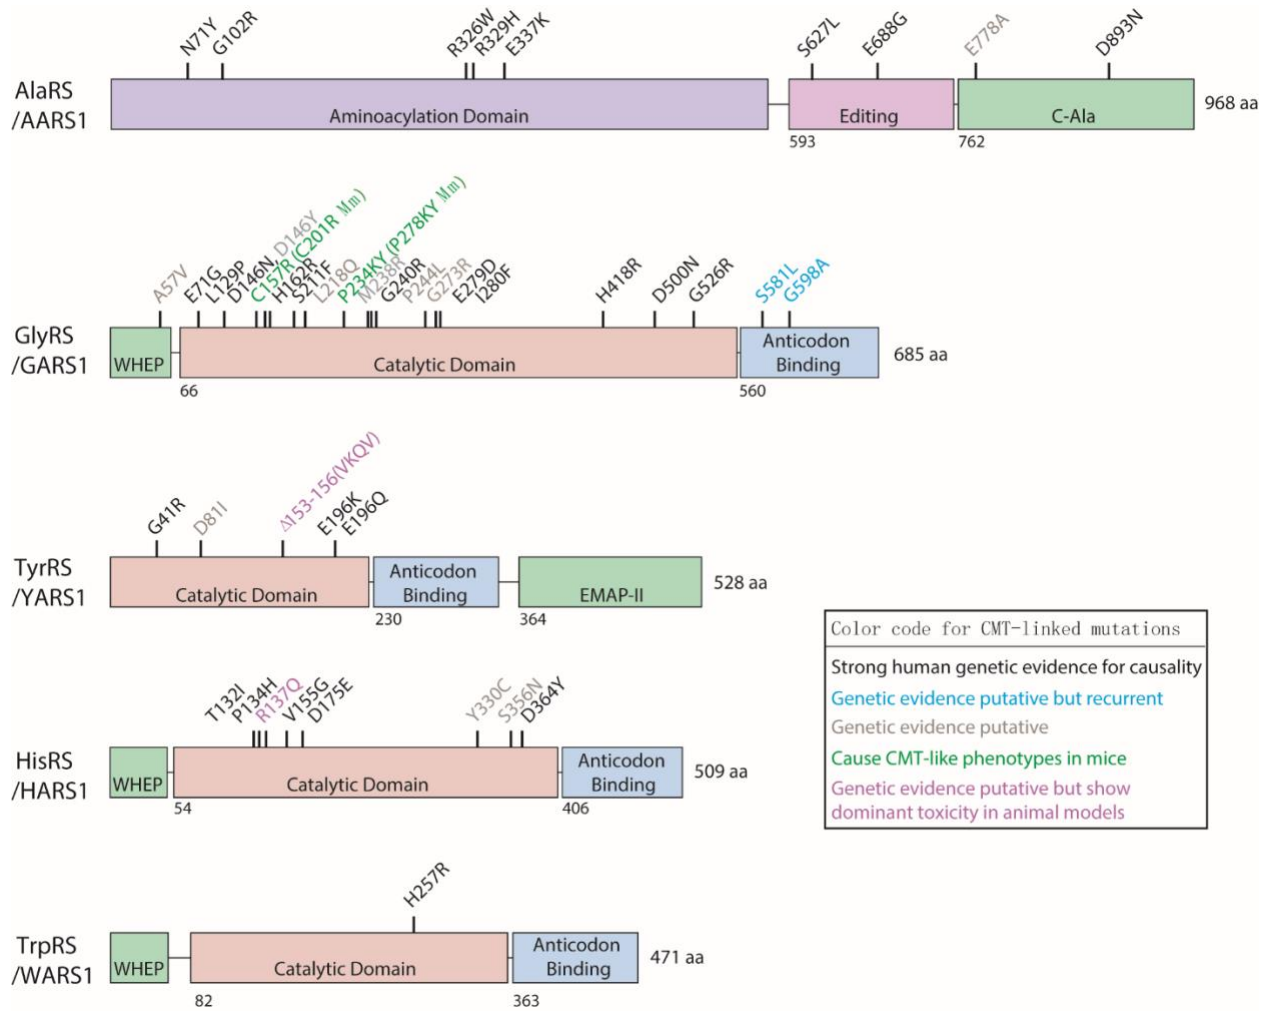 N71Y
G102R
R326W
R329H
E337K
S627L
E688G
E778A
D893N
AlaRS
/AARS1
Aminoacylation Domain
Editing
C-Ala
968 aa
593
762
A57V
E71G
L129P
D146N, D146Y
C157R (C201R Mm)
H162R
S211F
L218Q
P234KY (P278KY Mm)
M238R
G240R
P244L
G273R
E279D
I280F
H418R
D500N
G526R
S581L
G598A
GlyRS
/GARS1
WHEP
Catalytic Domain
Anticodon
Binding
685 aa
66
560
G41R
D81I
Δ153-156(VKQV)
E196K
E196Q
TyrRS
/YARS1
Catalytic Domain
Anticodon
Binding
EMAP-II
528 aa
230
364
Color code for CMT-linked mutations
Strong human genetic evidence for causality
Genetic evidence putative but recurrent
Genetic evidence putative
Cause CMT-like phenotypes in mice
Genetic evidence putative but show
dominant toxicity in animal models
T132I
P134H
R137Q
V155G
D175E
Y330C
S356N
D364Y
HisRS
/HARS1
WHEP
Catalytic Domain
Anticodon
Binding
509 aa
54
406
H257R
TrpRS
/WARS1
WHEP
Catalytic Domain
Anticodon
Binding
471 aa
82
363